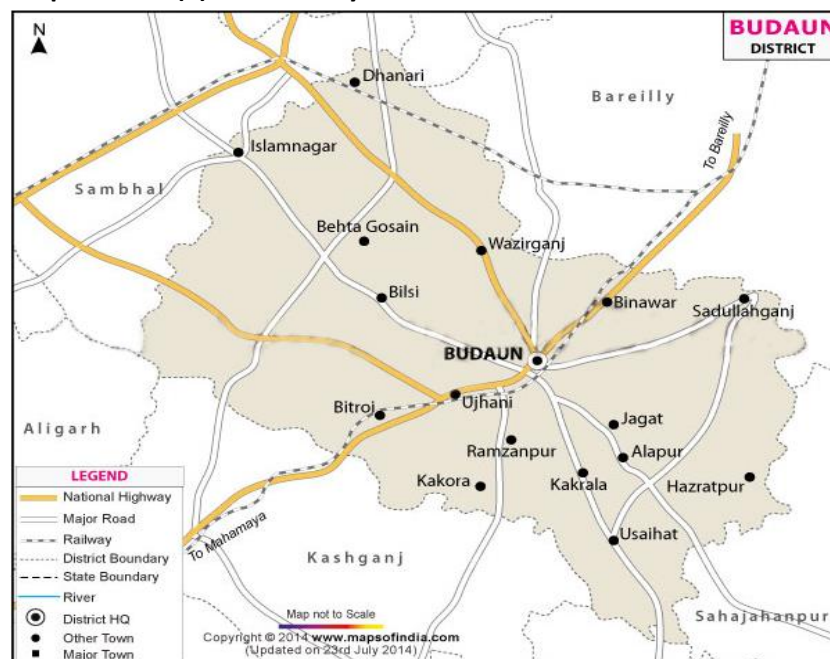 N
BUDAUN
DISTRICT
Dhanari
Bareilly
To Bareilly
Islamnagar
Sambhal
Behta Gosain
Wazirganj
Bilsi
Binawar
Sadullahganj
BUDAUN
Bitroj
Ujhani
Aligarh
Jagat
Ramzanpur
Alapur
Kakora
Kakrala
Hazratpur
Usaihat
To Mahamaya
Kashganj
Sahajahanpur
LEGEND
National Highway
Major Road
Railway
District Boundary
State Boundary
River
District HQ
Other Town
Major Town
Map not to Scale
Copyright © 2014 www.mapsofindia.com
(Updated on 23rd July 2014)